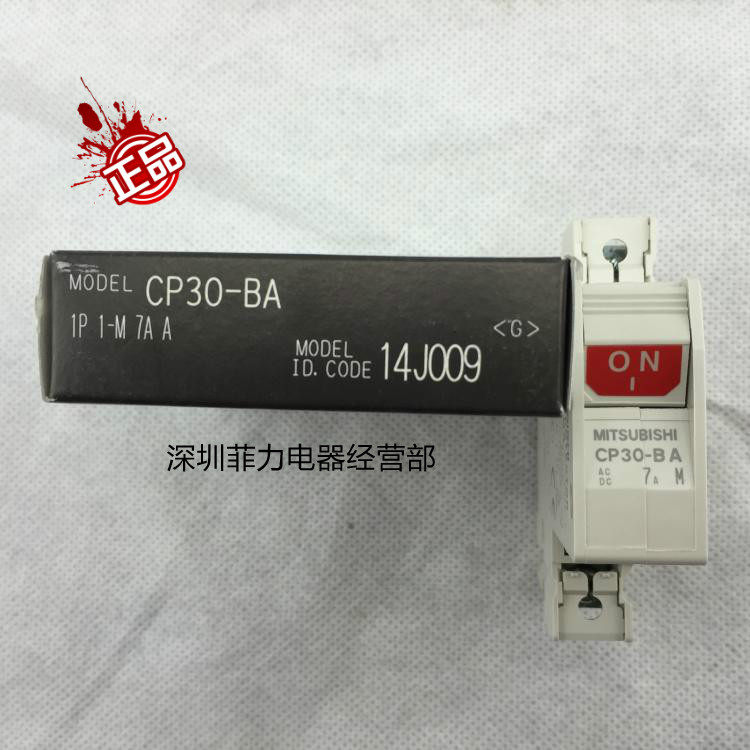 正品
MODEL CP30-BA
1P 1-M 7A A
<G>
MODEL
ID. CODE 14J009
ON
I
MITSUBISHI
CP30-BA
AC
DC 7A M
深圳菲力电器经营部